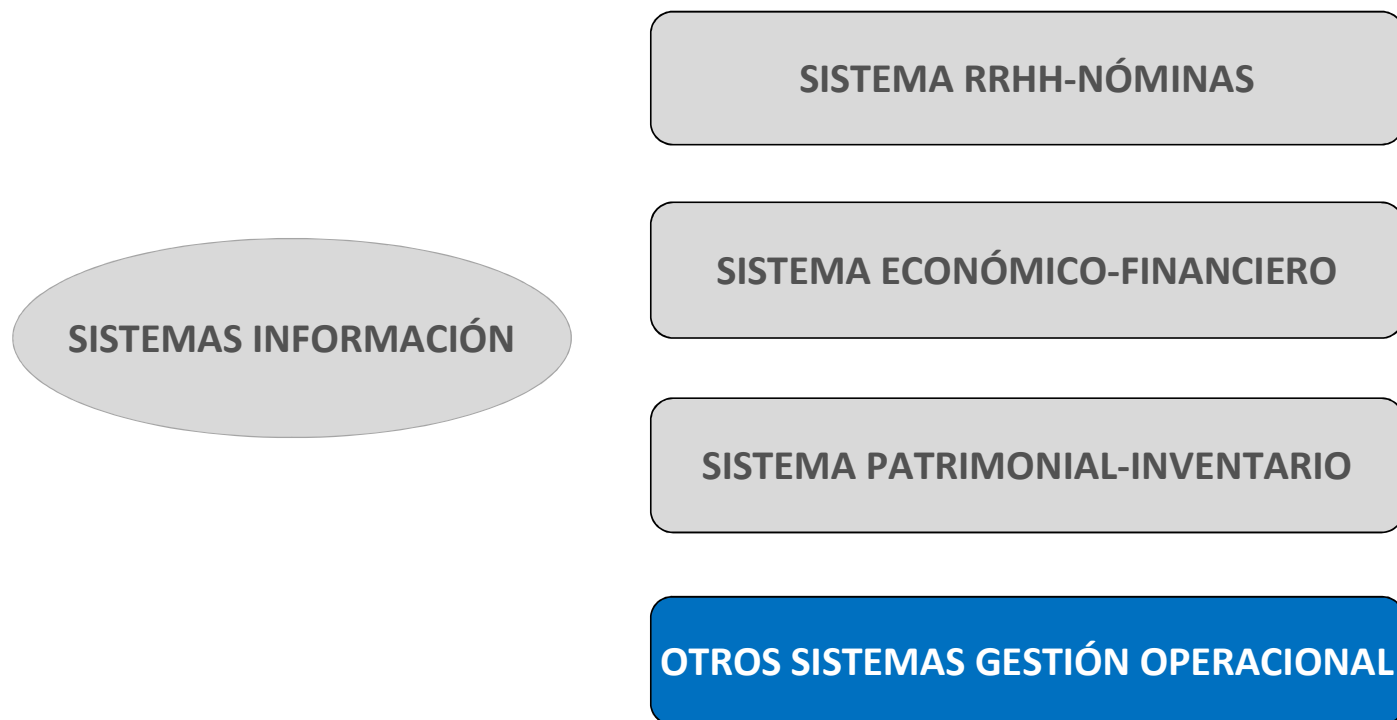 SISTEMA RRHH-NÓMINAS
SISTEMA ECONÓMICO-FINANCIERO
SISTEMAS INFORMACIÓN
SISTEMA PATRIMONIAL-INVENTARIO
OTROS SISTEMAS GESTIÓN OPERACIONAL